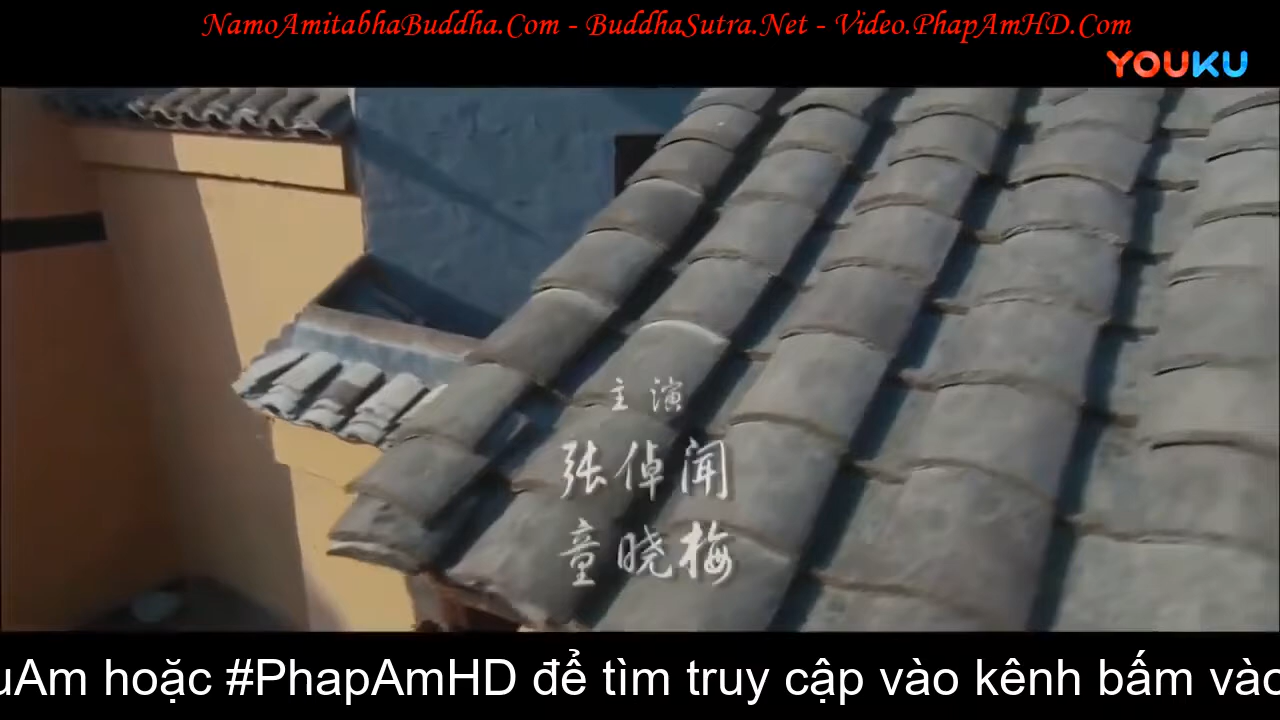 NamoAmitabhaBuddha.Com - BuddhaSutra.Net - Video.PhapAmHD.Com
YOUKU
主演
张倬闻
童晓梅
uAm hoặc #PhapAmHD để tìm truy cập vào kênh bấm vào